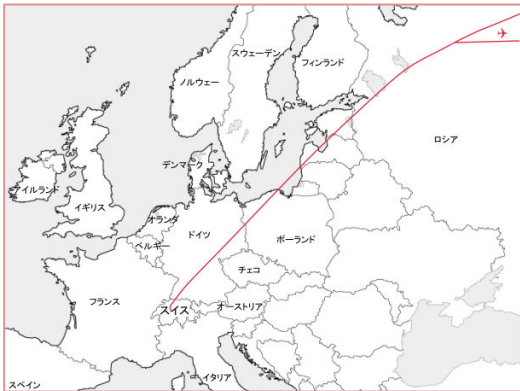 スウェーデン
フィンランド
ノルウェー
ロシア
デンマーク
アイルランド
イギリス
オランダ
ドイツ
ポーランド
ベルギー
チェコ
フランス
スイス
オーストリア
イタリア
スペイン